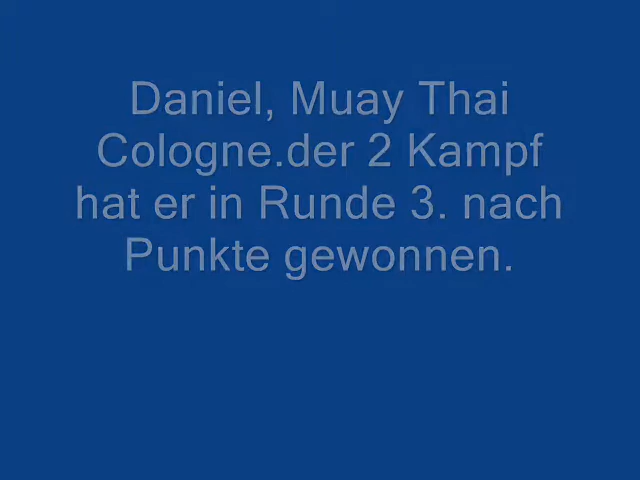 Daniel, Muay Thai
Cologne.der 2 Kampf
hat er in Runde 3. nach
Punkte gewonnen.